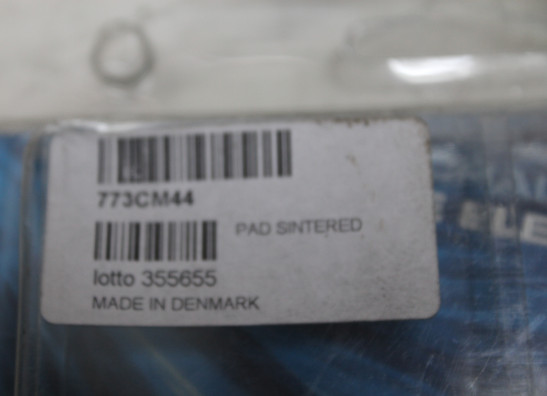 773CM44
PAD SINTERED
lotto 355655
MADE IN DENMARK